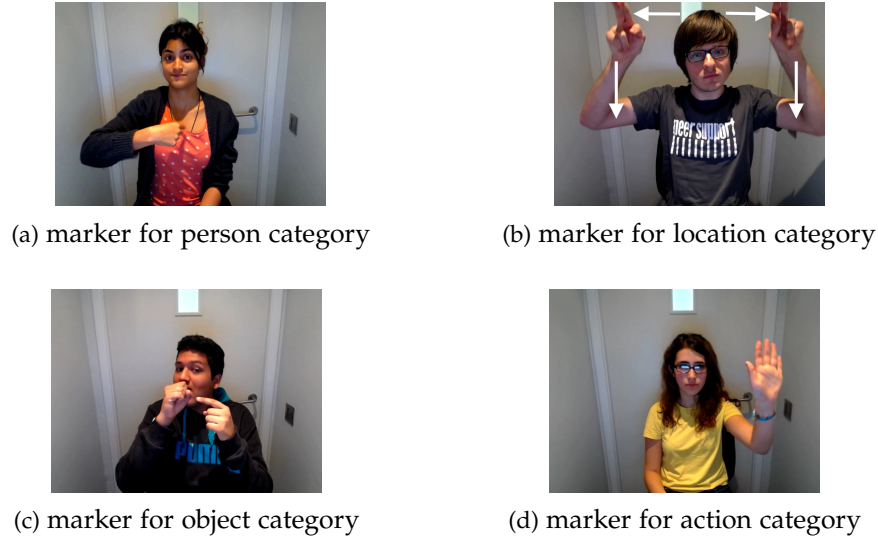 peer support
(a) marker for person category
(b) marker for location category
PUMA
(c) marker for object category
(d) marker for action category